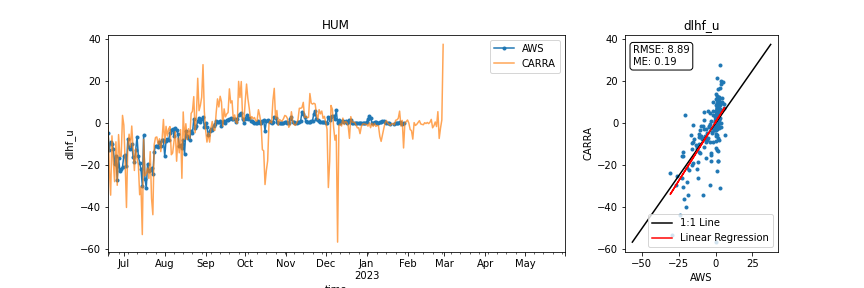 HUM
40
20
0
−20
−40
−60
dlhf_u
AWS
CARRA
Jul
Aug
Sep
Oct
Nov
Dec
Jan
2023
Feb
Mar
Apr
May
time
dlhf_u
RMSE: 8.89
ME: 0.19
40
20
0
−20
−40
−60
CARRA
1:1 Line
Linear Regression
−50
−25
0
25
AWS